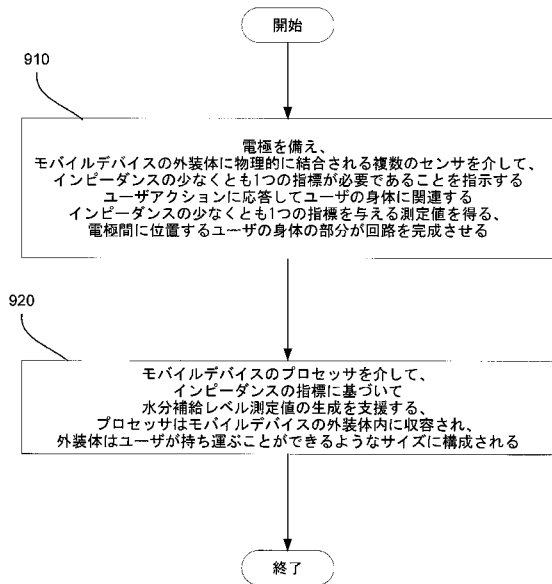 開始
910
電極を備え、
モバイルデバイスの外装体に物理的に結合される複数のセンサを介して、
インピーダンスの少なくとも1つの指標が必要であることを指示する
ユーザアクションに応答してユーザの身体に関連する
インピーダンスの少なくとも1つの指標を与える測定値を得る、
電極間に位置するユーザの身体の部分が回路を完成させる
920
モバイルデバイスのプロセッサを介して、
インピーダンスの指標に基づいて
水分補給レベル測定値の生成を支援する、
プロセッサはモバイルデバイスの外装体内に収容され、
外装体はユーザが持ち運ぶことができるようなサイズに構成される
終了